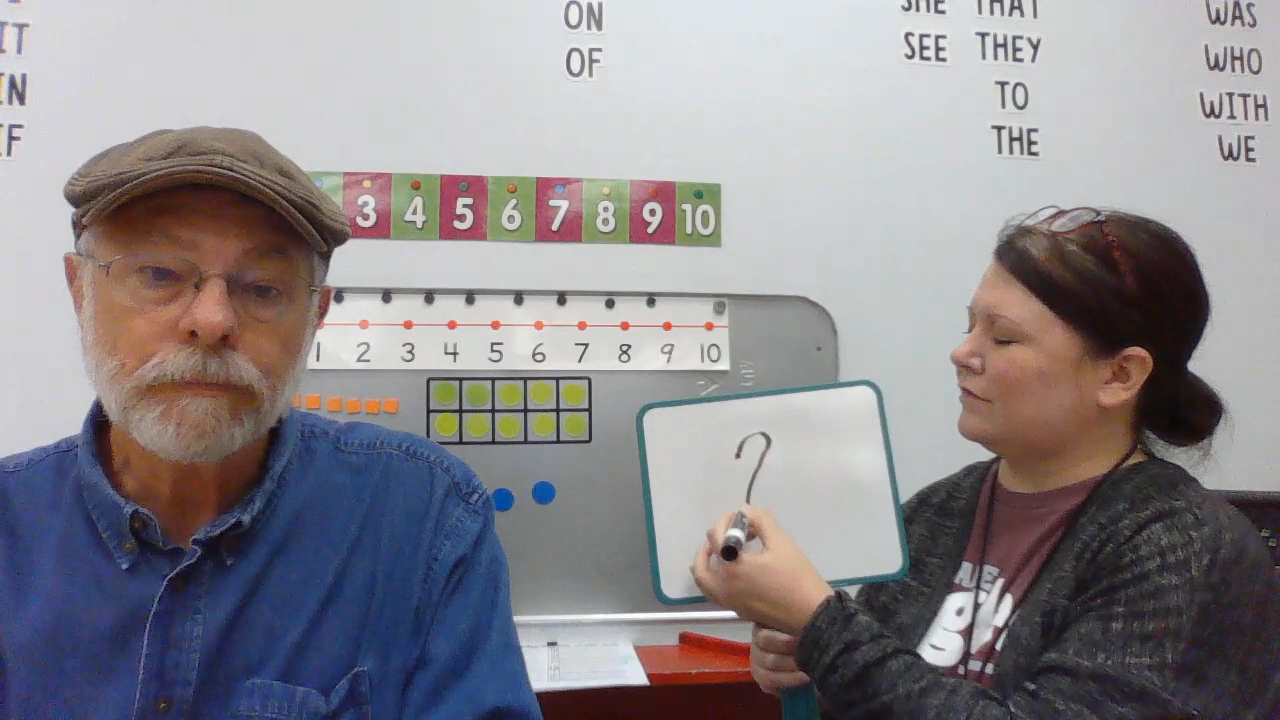 IT
IN
IF
ON
OF
SHE
SEE
THAT
THEY
TO
THE
WAS
WHO
WITH
WE
3 4 5 6 7 8 9 10
1 2 3 4 5 6 7 8 9 10
?